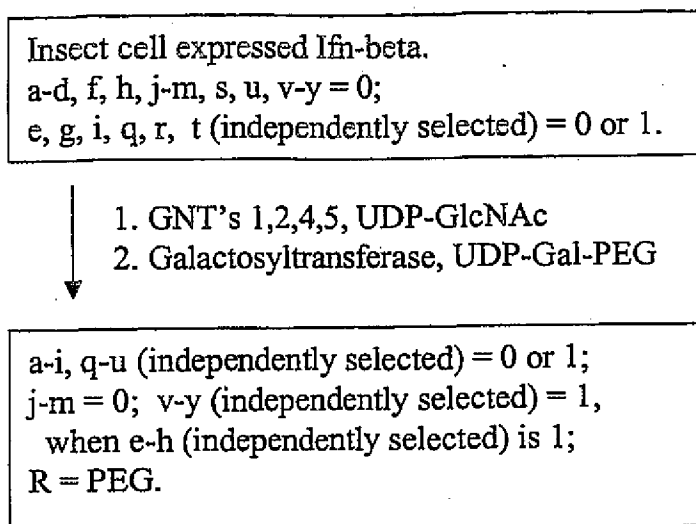 Insect cell expressed Ifn-beta.
a-d, f, h, j-m, s, u, v-y = 0;
e, g, i, q, r, t (independently selected) = 0 or 1.
1. GNT's 1,2,4,5, UDP-GlcNAc
2. Galactosyltransferase, UDP-Gal-PEG
a-i, q-u (independently selected) = 0 or 1;
j-m = 0; v-y (independently selected) = 1,
when e-h (independently selected) is 1;
R = PEG.